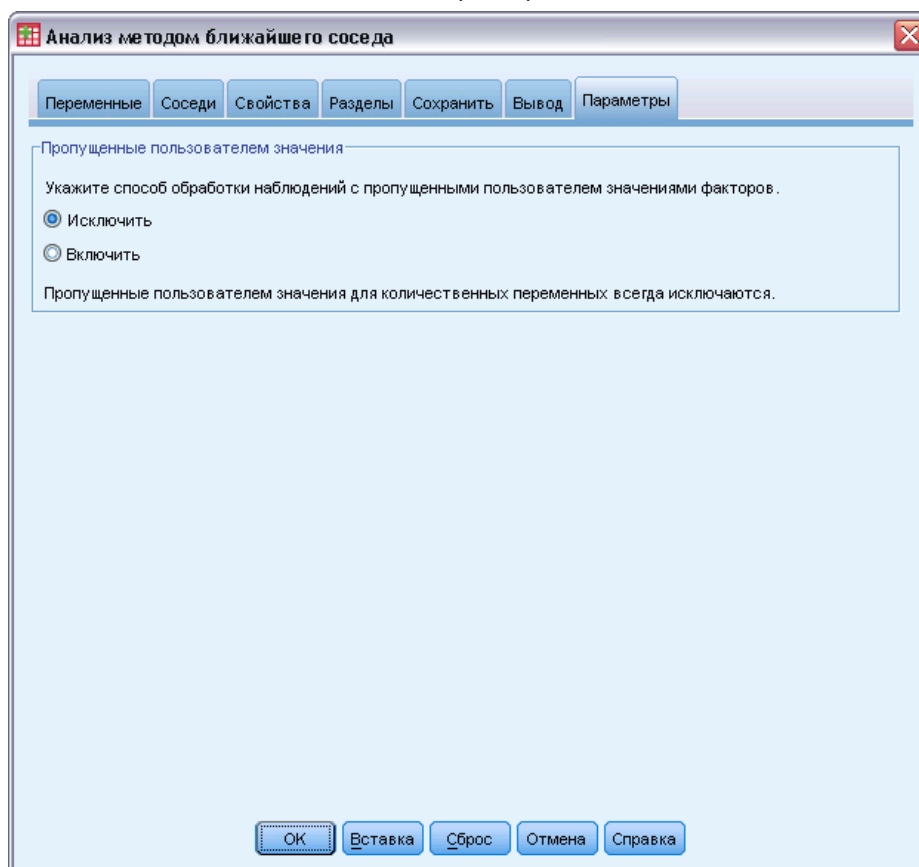 Анализ методом ближайшего соседа
Переменные Соседи Свойства Разделы Сохранить Вывод Параметры
Пропущенные пользователем значения
Укажите способ обработки наблюдений с пропущенными пользователем значениями факторов.
Исключить
Включить
Пропущенные пользователем значения для количественных переменных всегда исключаются.
ОК Вставка Сброс Отмена Справка